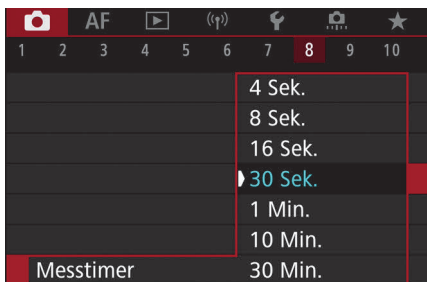 AF
1 2 3 4 5 6 7 8 9 10
4 Sek.
8 Sek.
16 Sek.
30 Sek.
1 Min.
10 Min.
Messtimer 30 Min.